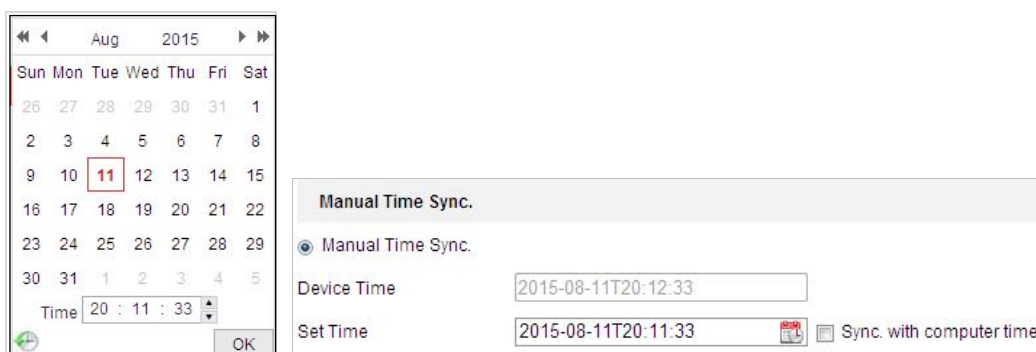 Aug 2015
Sun Mon Tue Wed Thu Fri Sat
26 27 28 29 30 31 1
2 3 4 5 6 7 8
9 10 11 12 13 14 15
16 17 18 19 20 21 22
23 24 25 26 27 28 29
30 31 1 2 3 4 5
Time 20 : 11 : 33
OK
Manual Time Sync.
Manual Time Sync.
Device Time 2015-08-11T20:12:33
Set Time 2015-08-11T20:11:33 Sync. with computer time